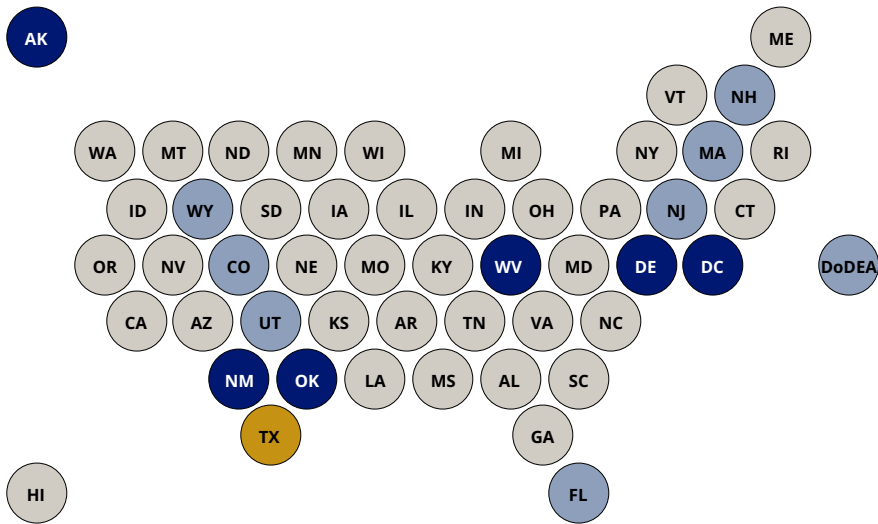 AK ME
VT NH
WA MT ND MN WI MI NY MA RI
ID WY SD IA IL IN OH PA NJ CT
OR NV CO NE MO KY WV MD DE DC DoDEA
CA AZ UT KS AR TN VA NC
NM OK LA MS AL SC
TX GA
HI FL